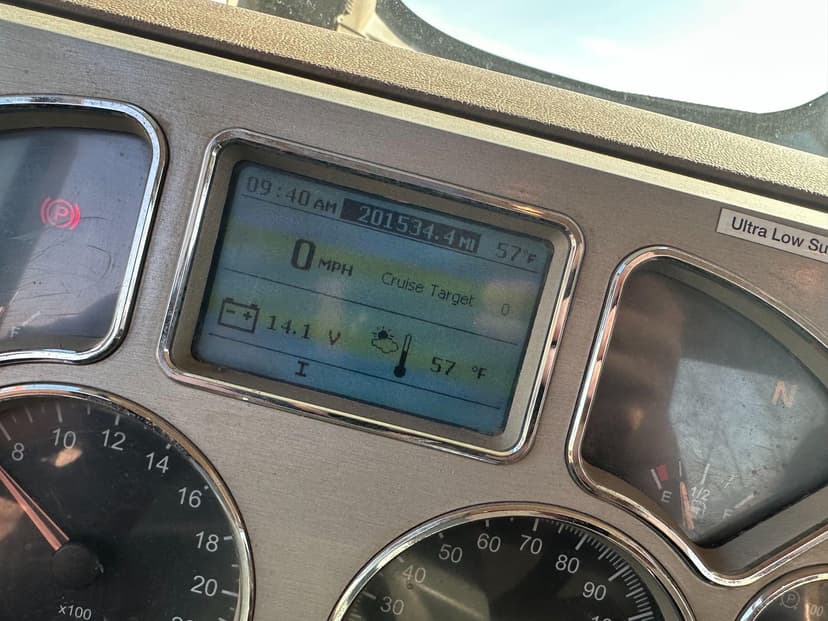 09:40 AM 201534.4 MI 57°F
0 MPH Cruise Target 0
- + 14.1 V 57 °F
I
P
F
Ultra Low Su
N
E 1/2 F
8 10 12 14 16 18 20
x100
30 40 50 60 70 80 90
P 100